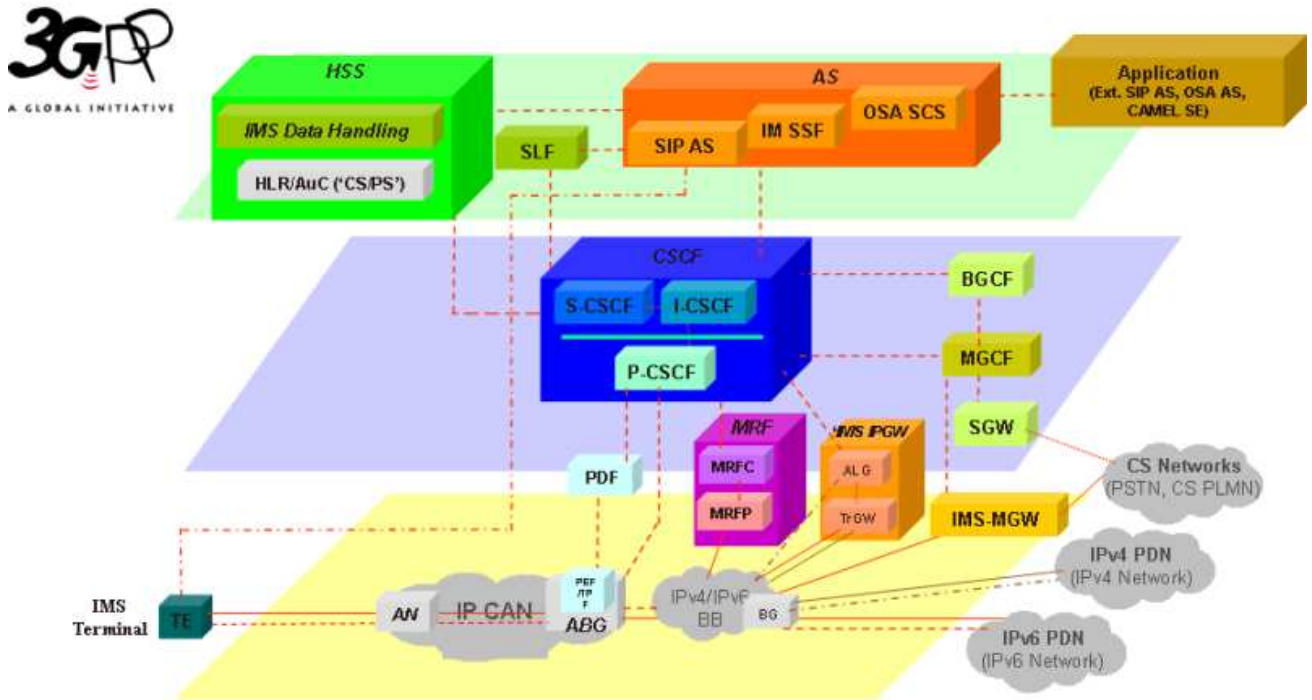 3GPP
A GLOBAL INITIATIVE
HSS
IMS Data Handling
HLR/AuC ('CS/PS')
SLF
AS
SIP AS
IM SSF
OSA SCS
Application
(Ext. SIP AS, OSA AS,
CAMEL SE)
CSCF
S-CSCF
I-CSCF
P-CSCF
BGCF
MGCF
SGW
PDF
MRF
MRFC
MRFP
IMS IPGW
ALG
TrGW
IMS-MGW
CS Networks
(PSTN, CS PLMN)
IPv4 PDN
(IPv4 Network)
IPv6 PDN
(IPv6 Network)
IMS
Terminal
TE
AN
IP CAN
PEF
/TP
F
ABG
IPv4/IPv6
BB
BG